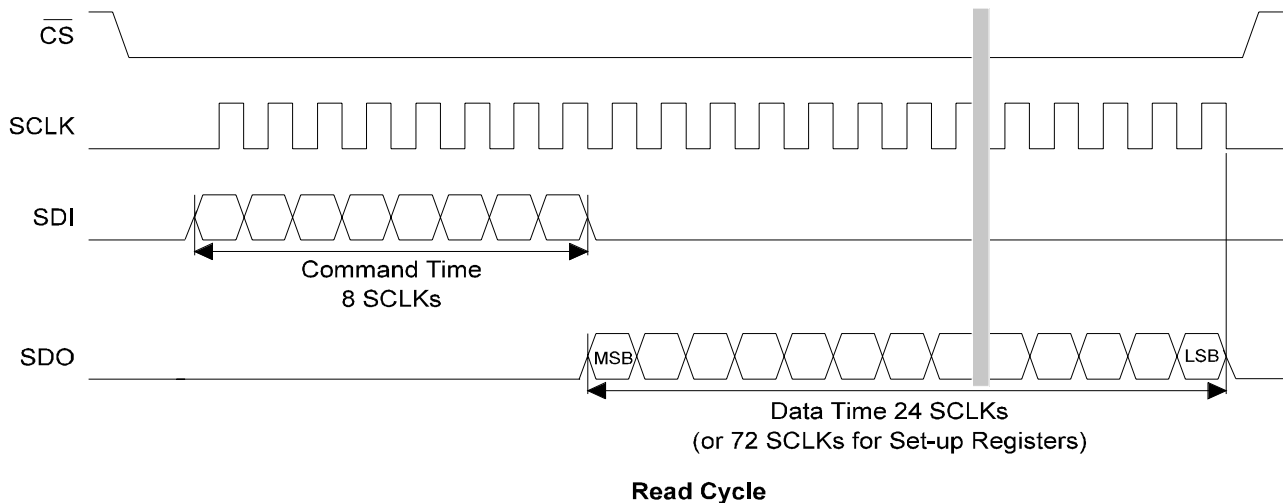 CS
SCLK
SDI
Command Time
8 SCLKs
SDO
MSB
LSB
Data Time 24 SCLKs
(or 72 SCLKs for Set-up Registers)
Read Cycle